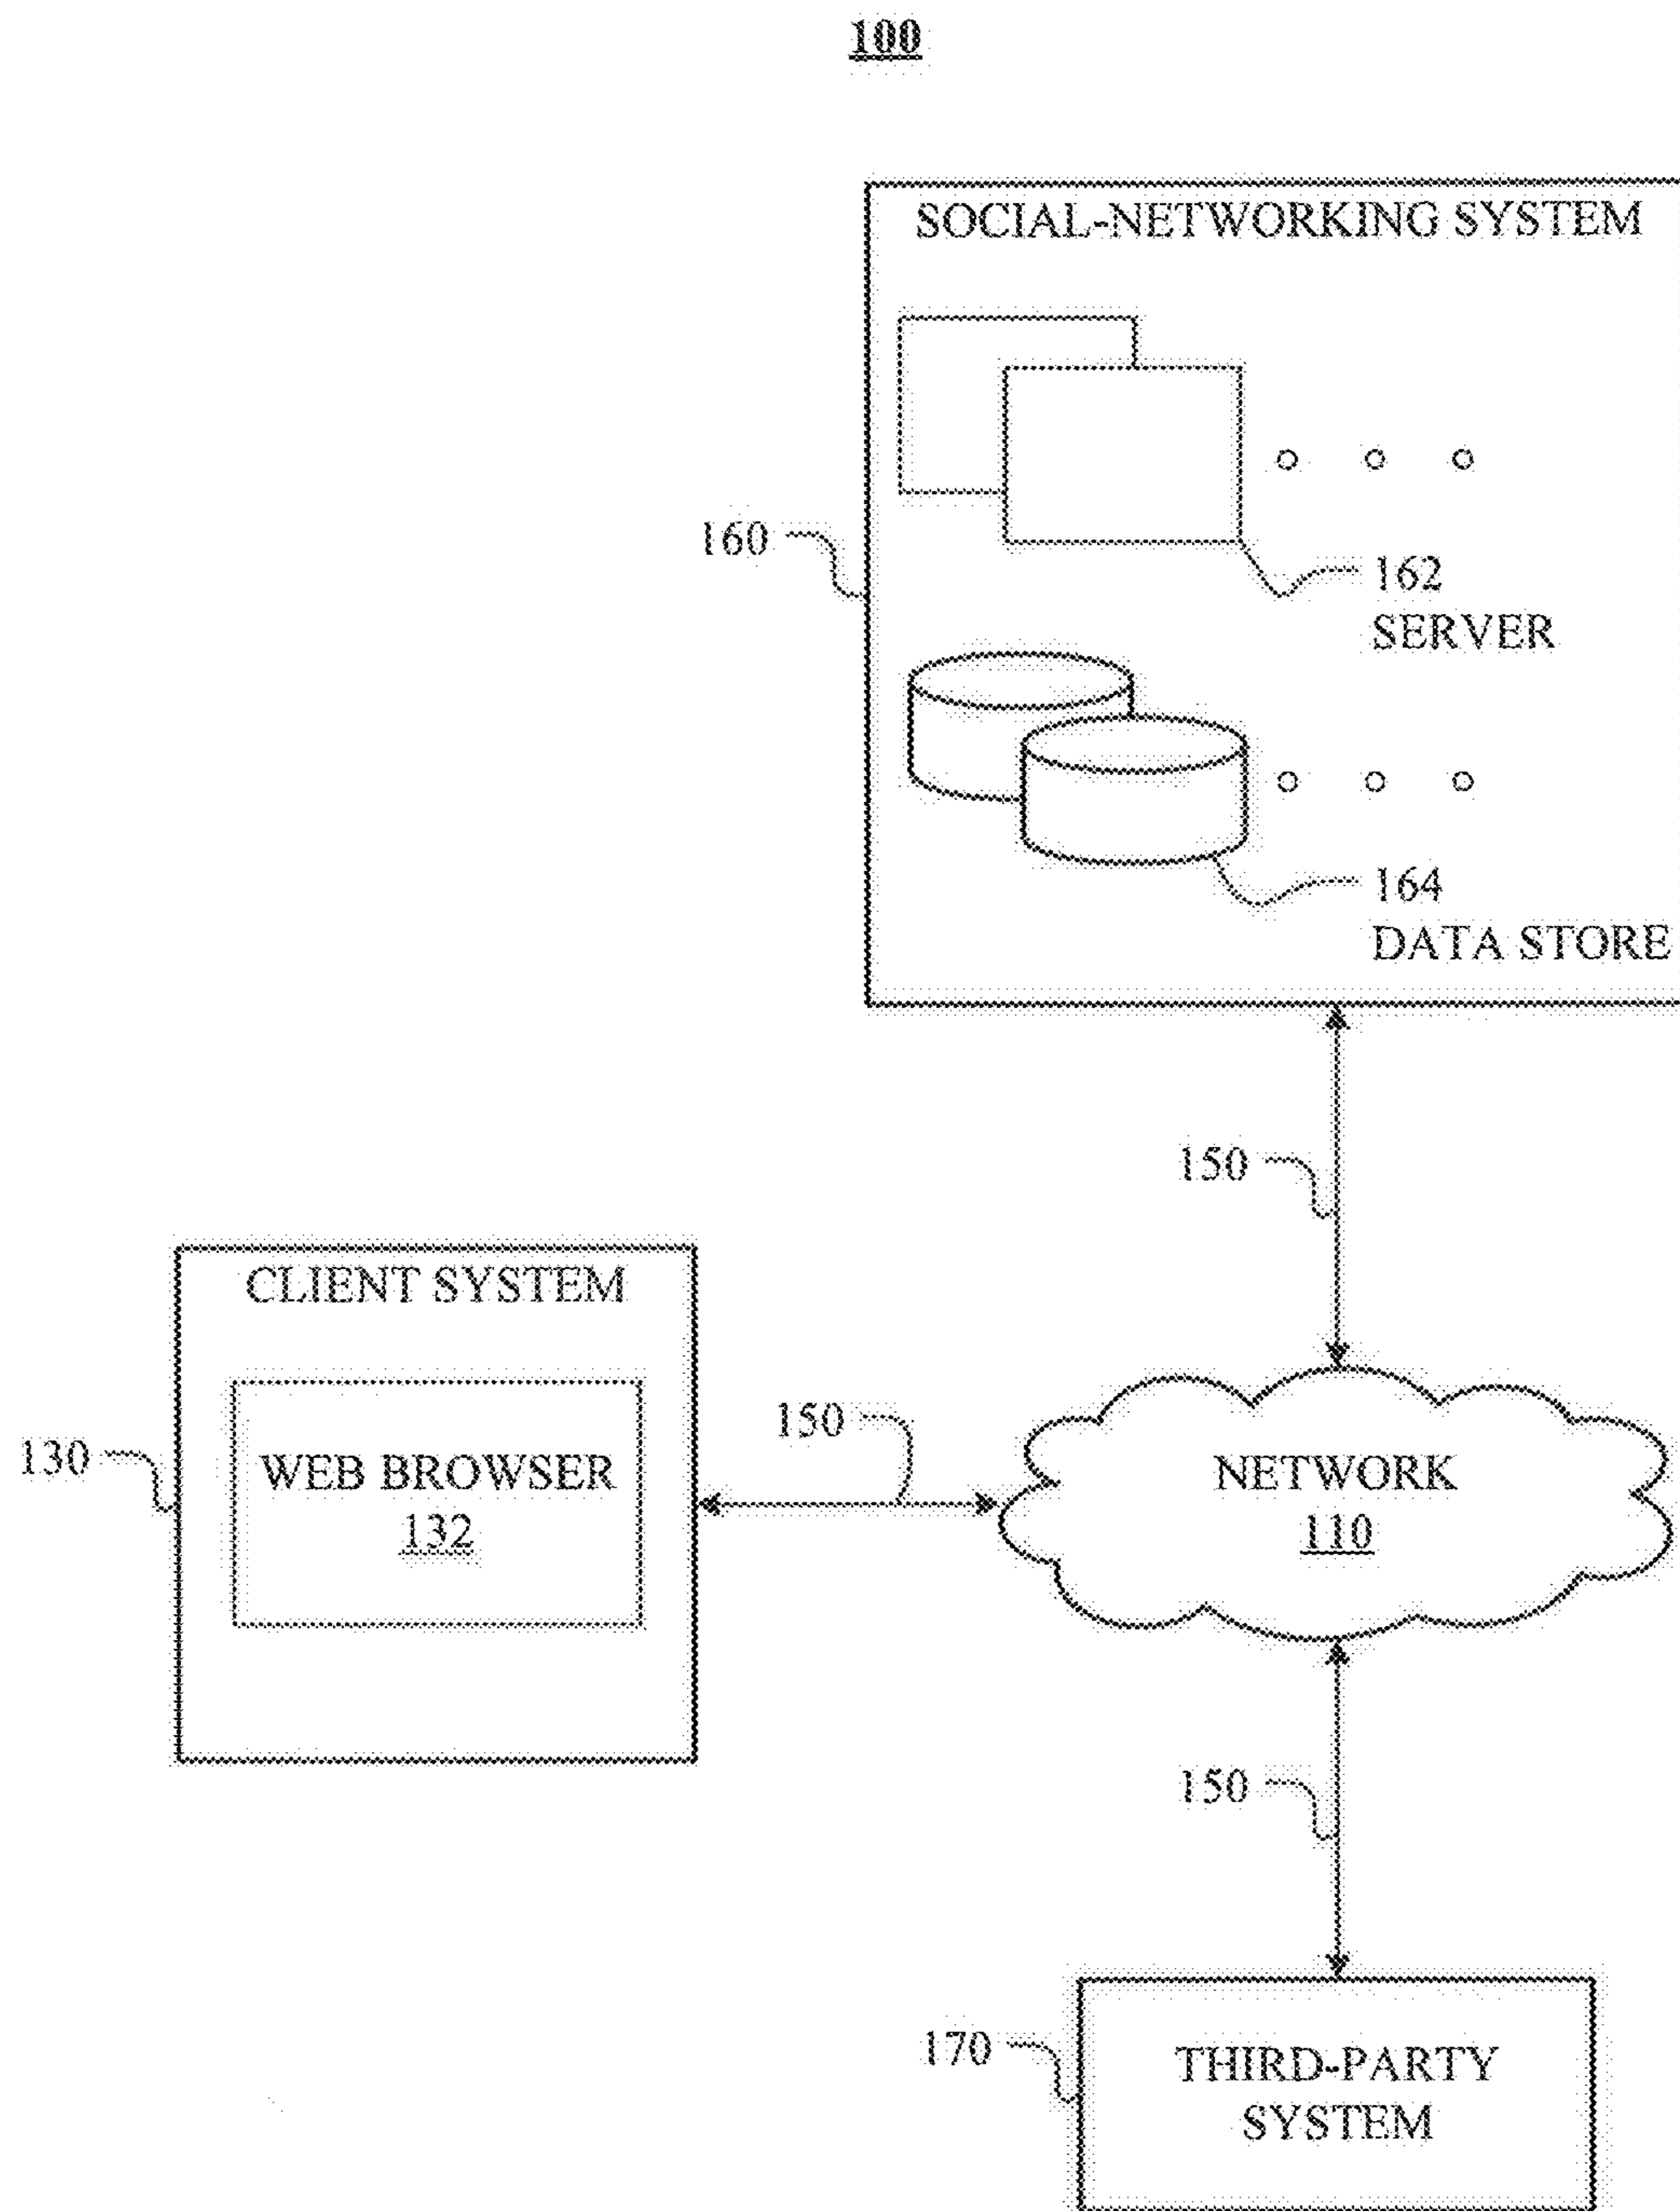 100
SOCIAL-NETWORKING SYSTEM
160
162
SERVER
164
DATA STORE
150
CLIENT SYSTEM
130
WEB BROWSER
132
150
NETWORK
110
150
170
THIRD-PARTY
SYSTEM